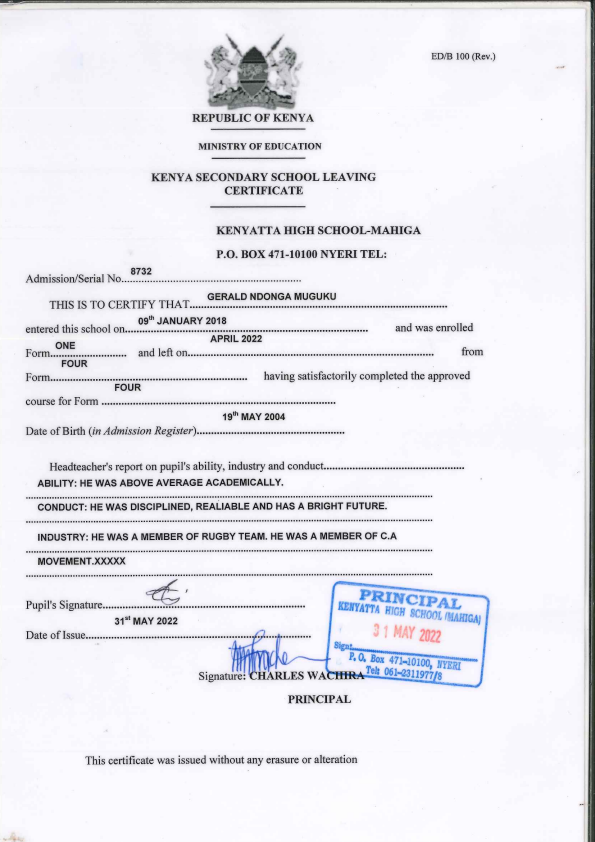 ED/B 100 (Rev.)
REPUBLIC OF KENYA
MINISTRY OF EDUCATION
KENYA SECONDARY SCHOOL LEAVING
CERTIFICATE
KENYATTA HIGH SCHOOL-MAHIGA
P.O. BOX 471-10100 NYERI TEL:
Admission/Serial No. 8732
THIS IS TO CERTIFY THAT GERALD NDONGA MUGUKU
entered this school on 09th JANUARY 2018 and was enrolled
Form ONE and left on APRIL 2022 from
Form FOUR having satisfactorily completed the approved
course for Form FOUR
Date of Birth (in Admission Register) 19th MAY 2004
Headteacher's report on pupil's ability, industry and conduct
ABILITY: HE WAS ABOVE AVERAGE ACADEMICALLY.
CONDUCT: HE WAS DISCIPLINED, REALIABLE AND HAS A BRIGHT FUTURE.
INDUSTRY: HE WAS A MEMBER OF RUGBY TEAM. HE WAS A MEMBER OF C.A
MOVEMENT.XXXXX
Pupil's Signature
Date of Issue 31st MAY 2022
PRINCIPAL
KENYATTA HIGH SCHOOL (MAHIGA)
31 MAY 2022
Signt
P. O. Box 471-10100, NYERI
Tel: 061-2311977/8
Signature: CHARLES WACHIRA
PRINCIPAL
This certificate was issued without any erasure or alteration